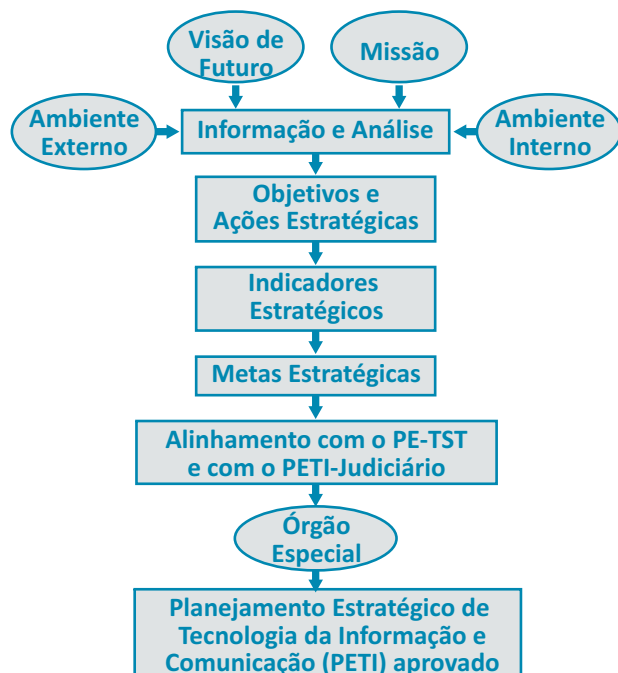 Visão de
Futuro
Missão
Ambiente
Externo
Informação e Análise
Ambiente
Interno
Objetivos e
Ações Estratégicas
Indicadores
Estratégicos
Metas Estratégicas
Alinhamento com o PE-TST
e com o PETI-Judiciário
Órgão
Especial
Planejamento Estratégico de
Tecnologia da Informação e
Comunicação (PETI) aprovado